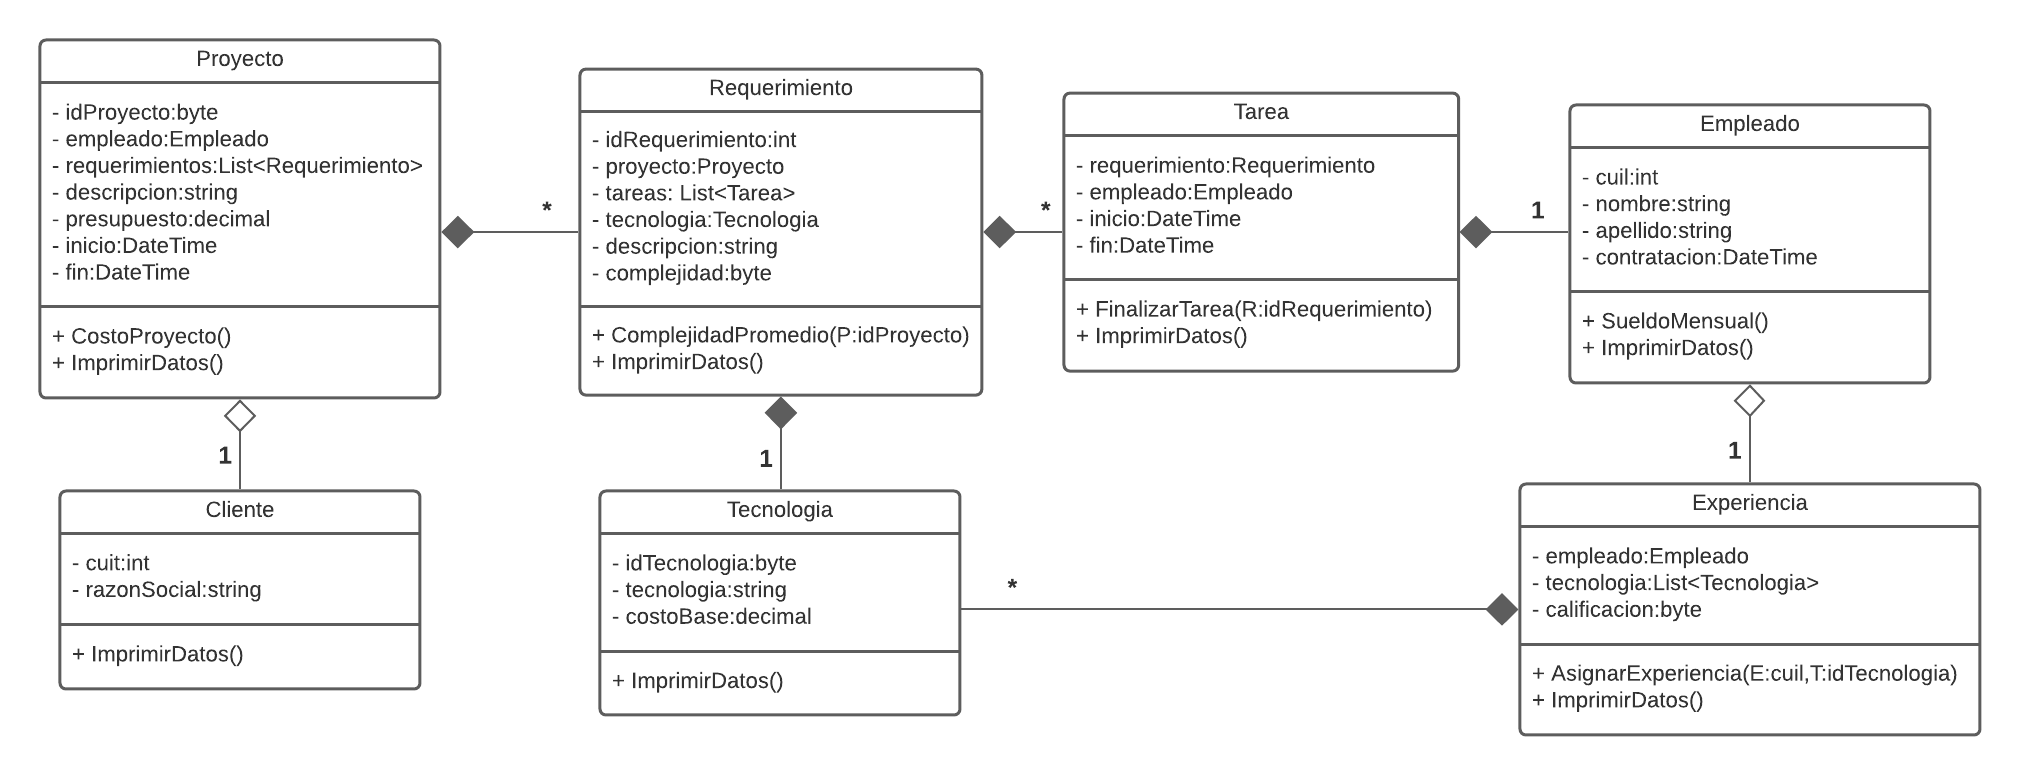 Proyecto
- idProyecto:byte
- empleado:Empleado
- requerimientos:List<Requerimiento>
- descripcion:string
- presupuesto:decimal
- inicio:DateTime
- fin:DateTime
+ CostoProyecto()
+ ImprimirDatos()
*
Requerimiento
- idRequerimiento:int
- proyecto:Proyecto
- tareas: List<Tarea>
- tecnologia:Tecnologia
- descripcion:string
- complejidad:byte
+ ComplejidadPromedio(P:idProyecto)
+ ImprimirDatos()
*
Tarea
- requerimiento:Requerimiento
- empleado:Empleado
- inicio:DateTime
- fin:DateTime
+ FinalizarTarea(R:idRequerimiento)
+ ImprimirDatos()
1
Empleado
- cuil:int
- nombre:string
- apellido:string
- contratacion:DateTime
+ SueldoMensual()
+ ImprimirDatos()
1
Cliente
- cuit:int
- razonSocial:string
+ ImprimirDatos()
1
Tecnologia
- idTecnologia:byte
- tecnologia:string
- costoBase:decimal
+ ImprimirDatos()
*
1
Experiencia
- empleado:Empleado
- tecnologia:List<Tecnologia>
- calificacion:byte
+ AsignarExperiencia(E:cuil,T:idTecnologia)
+ ImprimirDatos()